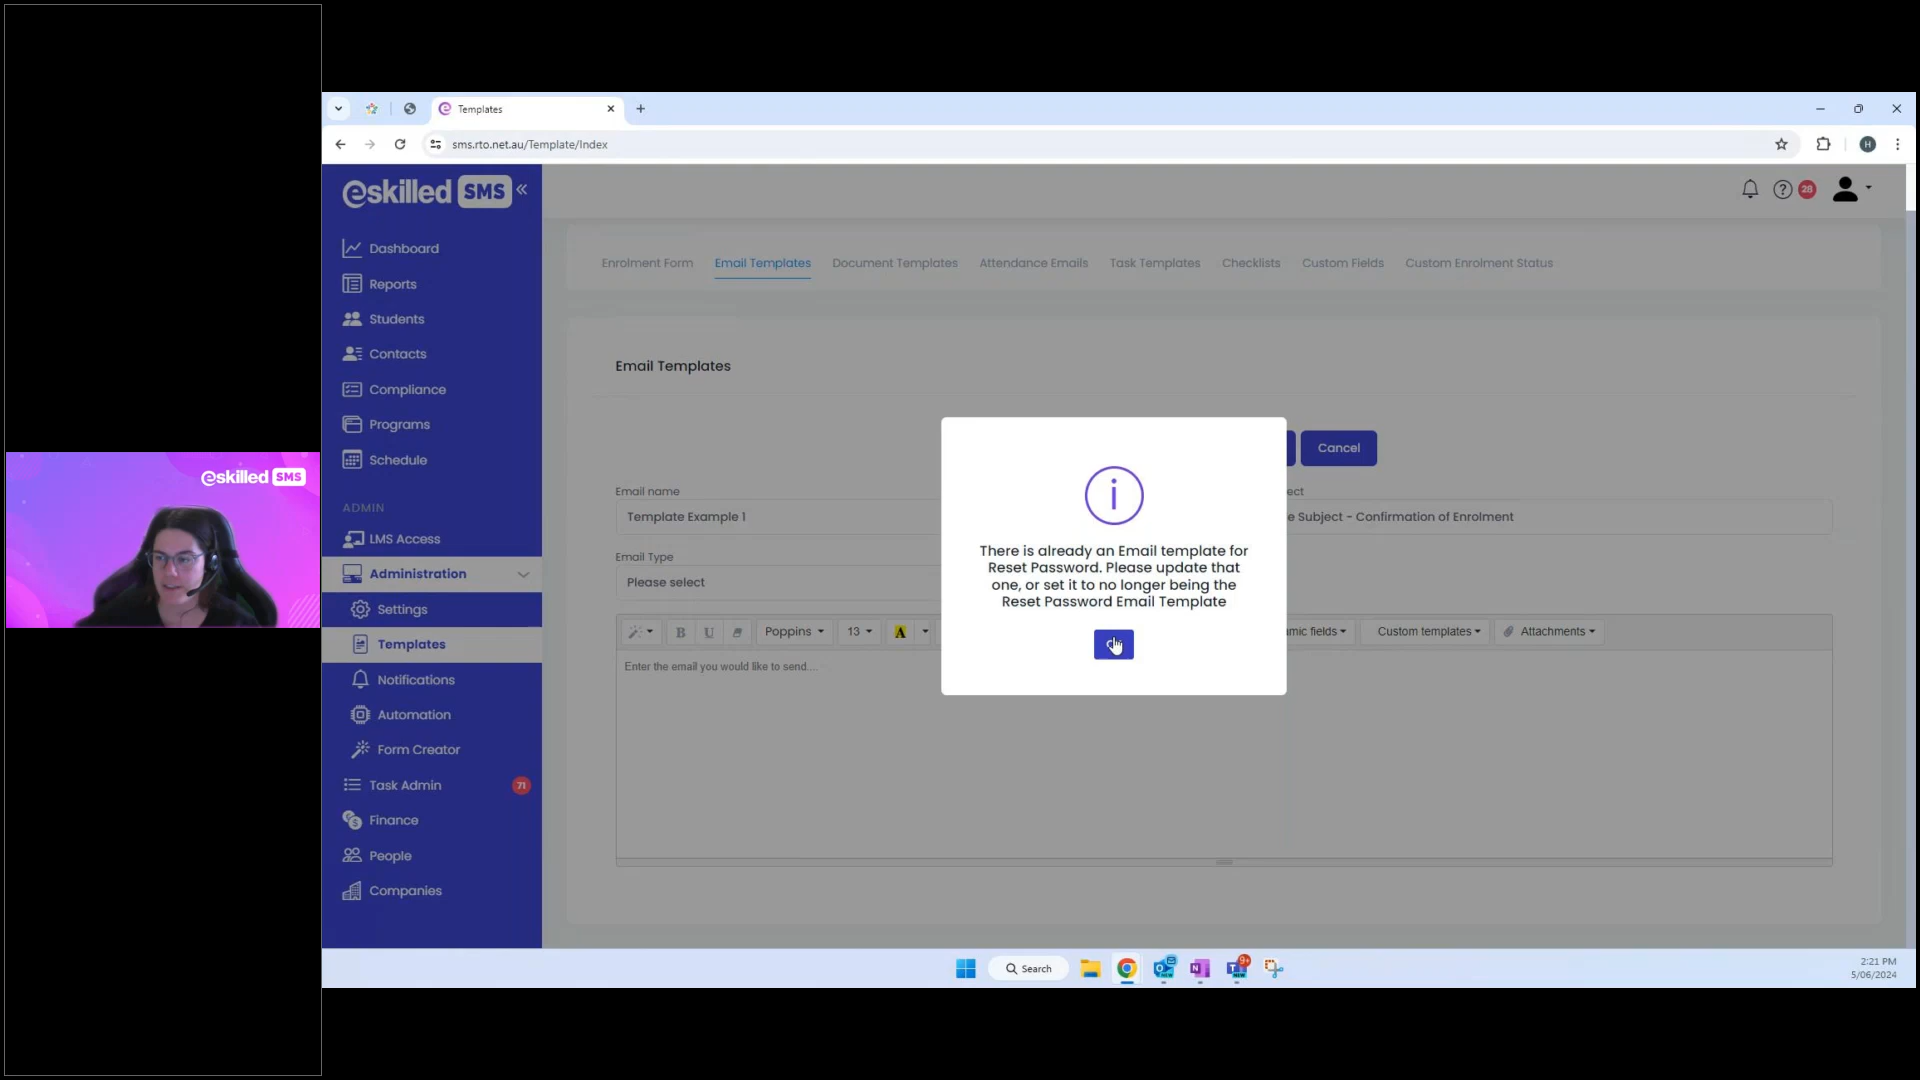 Templates
sms.rto.net.au/Template/Index
H
eskilled SMS
28
Dashboard
Reports
Students
Contacts
Compliance
Programs
Schedule
ADMIN
LMS Access
Administration
Settings
Templates
Notifications
Automation
Form Creator
Task Admin
71
Finance
People
Companies
Enrolment Form
Email Templates
Document Templates
Attendance Emails
Task Templates
Checklists
Custom Fields
Custom Enrolment Status
Email Templates
Cancel
Email name
Template Example 1
e Subject - Confirmation of Enrolment
Email Type
Please select
B
U
Poppins
13
A
mic fields
Custom templates
Attachments
Enter the email you would like to send....
There is already an Email template for
Reset Password. Please update that
one, or set it to no longer being the
Reset Password Email Template
eskilled SMS
Search
9+
2:21 PM
5/06/2024